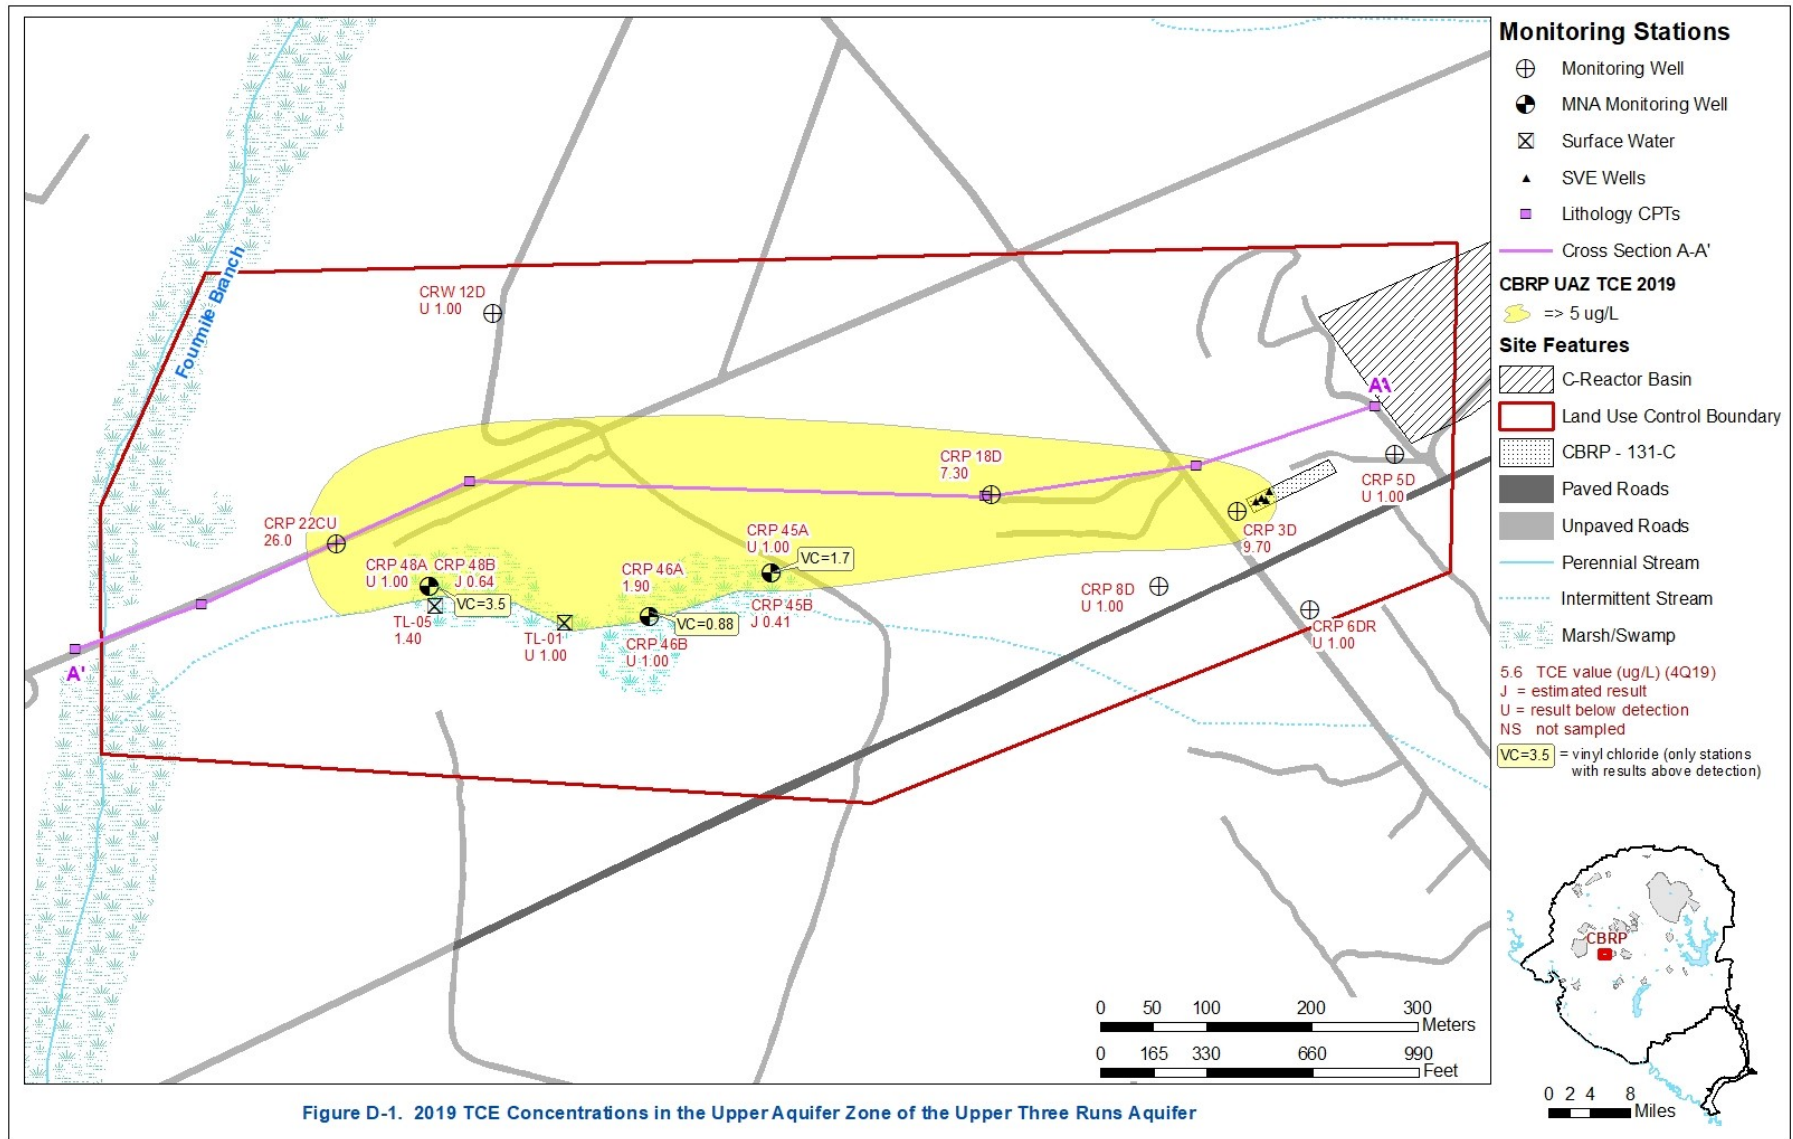 Monitoring Stations
Monitoring Well
MNA Monitoring Well
Surface Water
SVE Wells
Lithology CPTs
Cross Section A-A'
CBRP UAZ TCE 2019
=> 5 ug/L
Site Features
C-Reactor Basin
Land Use Control Boundary
CBRP - 131-C
Paved Roads
Unpaved Roads
Perennial Stream
Intermittent Stream
Marsh/Swamp
5.6 TCE value (ug/L) (4Q19)
J = estimated result
U = result below detection
NS not sampled
VC=3.5 = vinyl chloride (only stations
with results above detection)
Fourmile Branch
CRW 12D
U 1.00
CRP 22CU
26.0
CRP 48A
U 1.00
CRP 48B
J 0.64
VC=3.5
TL-05
1.40
TL-01
U 1.00
CRP 46A
1.90
VC=0.88
CRP 46B
U 1.00
CRP 45A
U 1.00
VC=1.7
CRP 45B
J 0.41
CRP 18D
7.30
CRP 5D
U 1.00
CRP 3D
9.70
CRP 8D
U 1.00
CRP 6DR
U 1.00
A'
0 50 100 200 300
Meters
0 165 330 660 990
Feet
CBRP
0 2 4 8
Miles
Figure D-1. 2019 TCE Concentrations in the Upper Aquifer Zone of the Upper Three Runs Aquifer